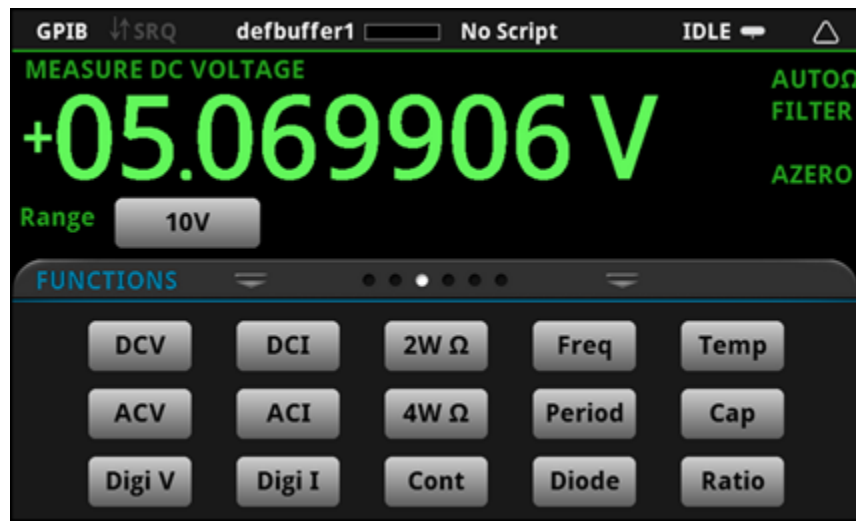 GPIB ↓↑SRQ defbuffer1 No Script IDLE
MEASURE DC VOLTAGE AUTOΩ
+05.069906 V FILTER
AZERO
Range 10V
FUNCTIONS
DCV DCI 2W Ω Freq Temp
ACV ACI 4W Ω Period Cap
Digi V Digi I Cont Diode Ratio